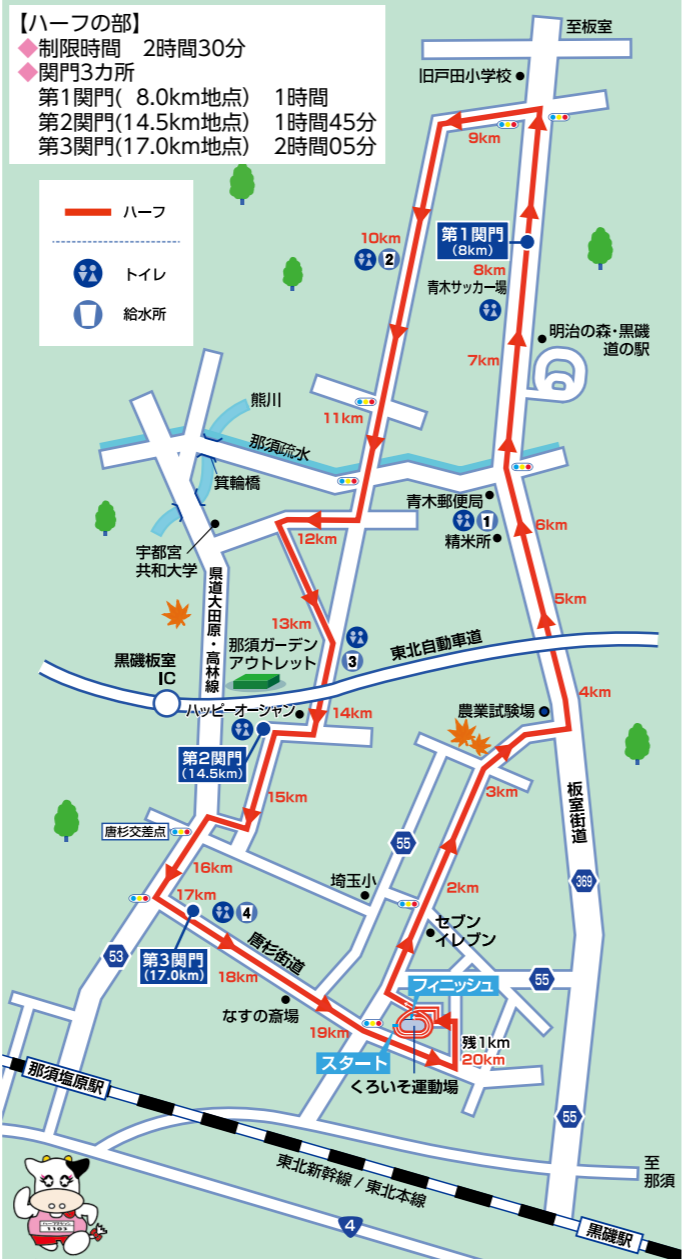 【ハーフの部】
◆制限時間　2時間30分
◆関門3カ所
第1関門( 8.0km地点)　1時間
第2関門(14.5km地点)　1時間45分
第3関門(17.0km地点)　2時間05分
ハーフ
トイレ
給水所
至板室
旧戸田小学校
9km
10km
2
第1関門
(8km)
8km
青木サッカー場
明治の森・黒磯
道の駅
7km
熊川
11km
那須疏水
箕輪橋
青木郵便局
1
6km
精米所
12km
宇都宮
共和大学
県道大田原・高林線
5km
13km
那須ガーデン
アウトレット
3
東北自動車道
黒磯板室
IC
4km
ハッピーオーシャン
14km
農業試験場
第2関門
(14.5km)
3km
15km
板室街道
唐杉交差点
55
16km
埼玉小
2km
369
17km
4
セブン
イレブン
唐杉街道
53
第3関門
(17.0km)
18km
55
フィニッシュ
なすの斎場
19km
残1km
20km
スタート
くろいそ運動場
那須塩原駅
55
東北新幹線 / 東北本線
至
那須
1103
4
黒磯駅